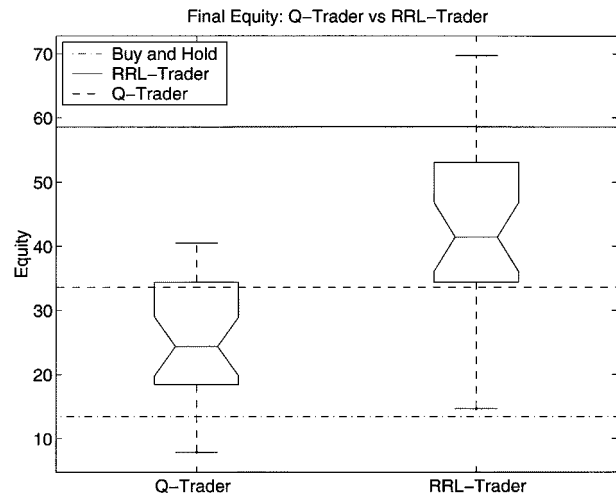 Final Equity: Q-Trader vs RRL-Trader
Buy and Hold
RRL-Trader
Q-Trader
70
60
50
40
30
20
10
Equity
Q-Trader
RRL-Trader